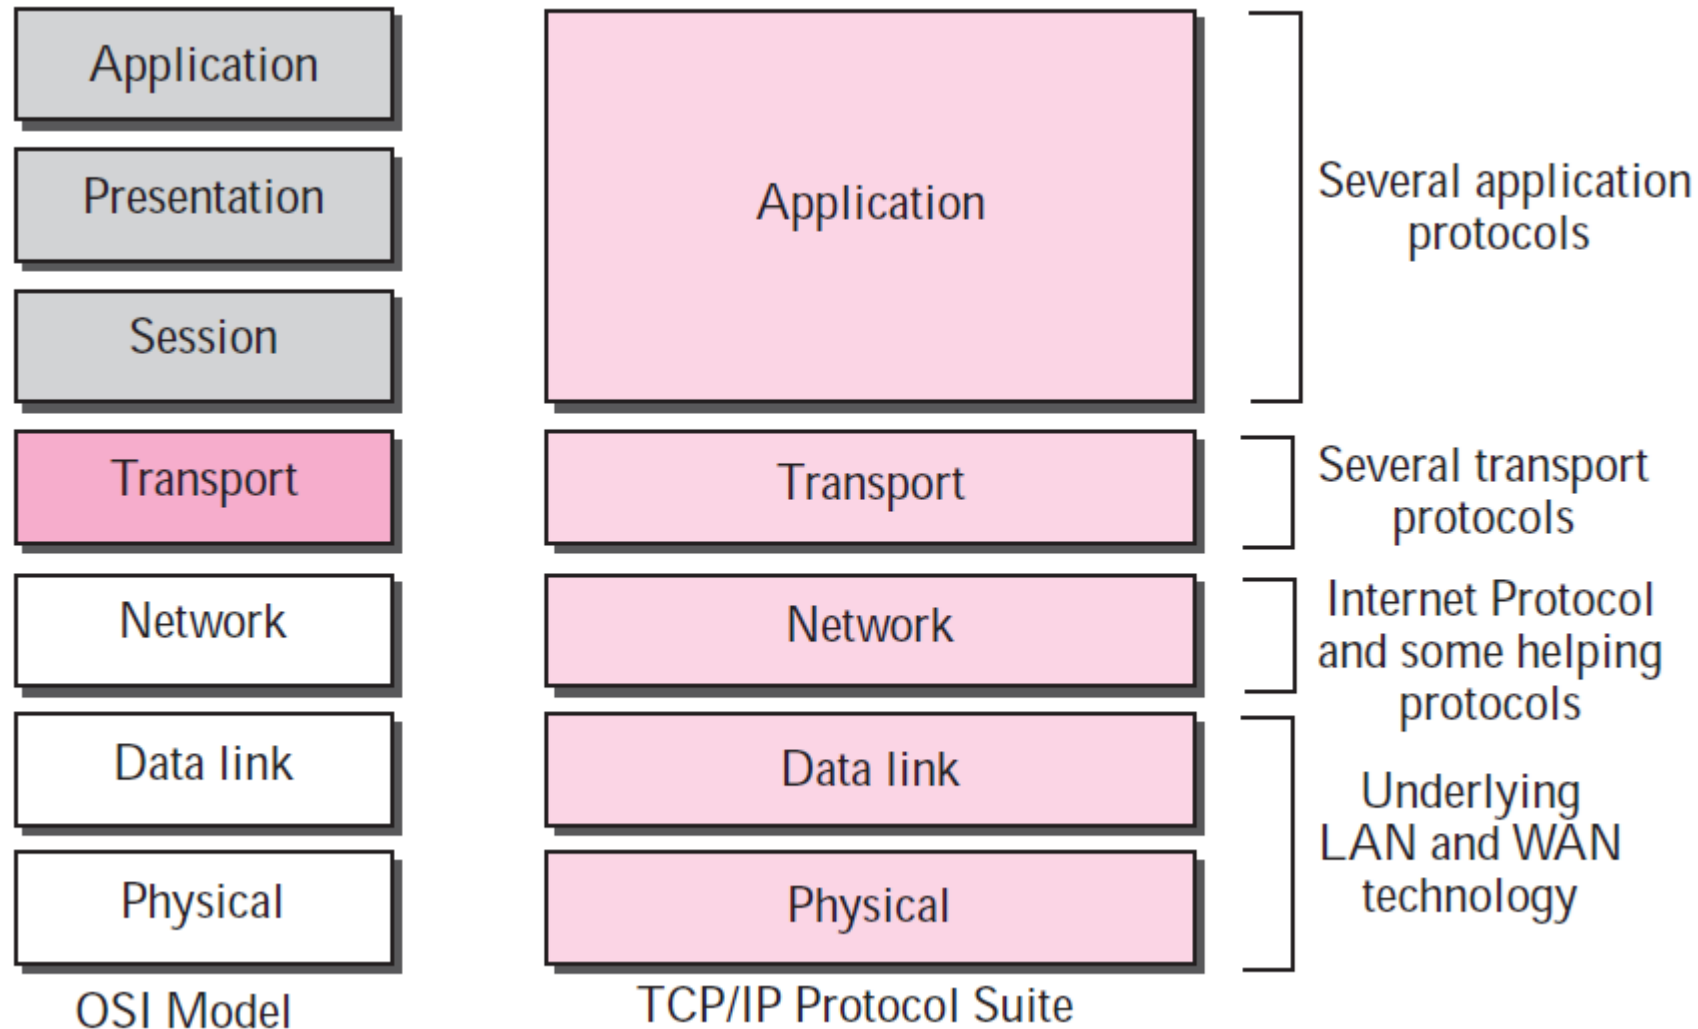 Application
Presentation
Session
Transport
Network
Data link
Physical
OSI Model
Application
Transport
Network
Data link
Physical
TCP/IP Protocol Suite
Several application
protocols
Several transport
protocols
Internet Protocol
and some helping
protocols
Underlying
LAN and WAN
technology